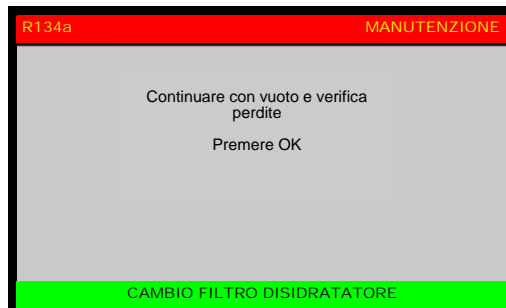 R134a MANUTENZIONE
Continuare con vuoto e verifica
perdite
Premere OK
CAMBIO FILTRO DISIDRATATORE